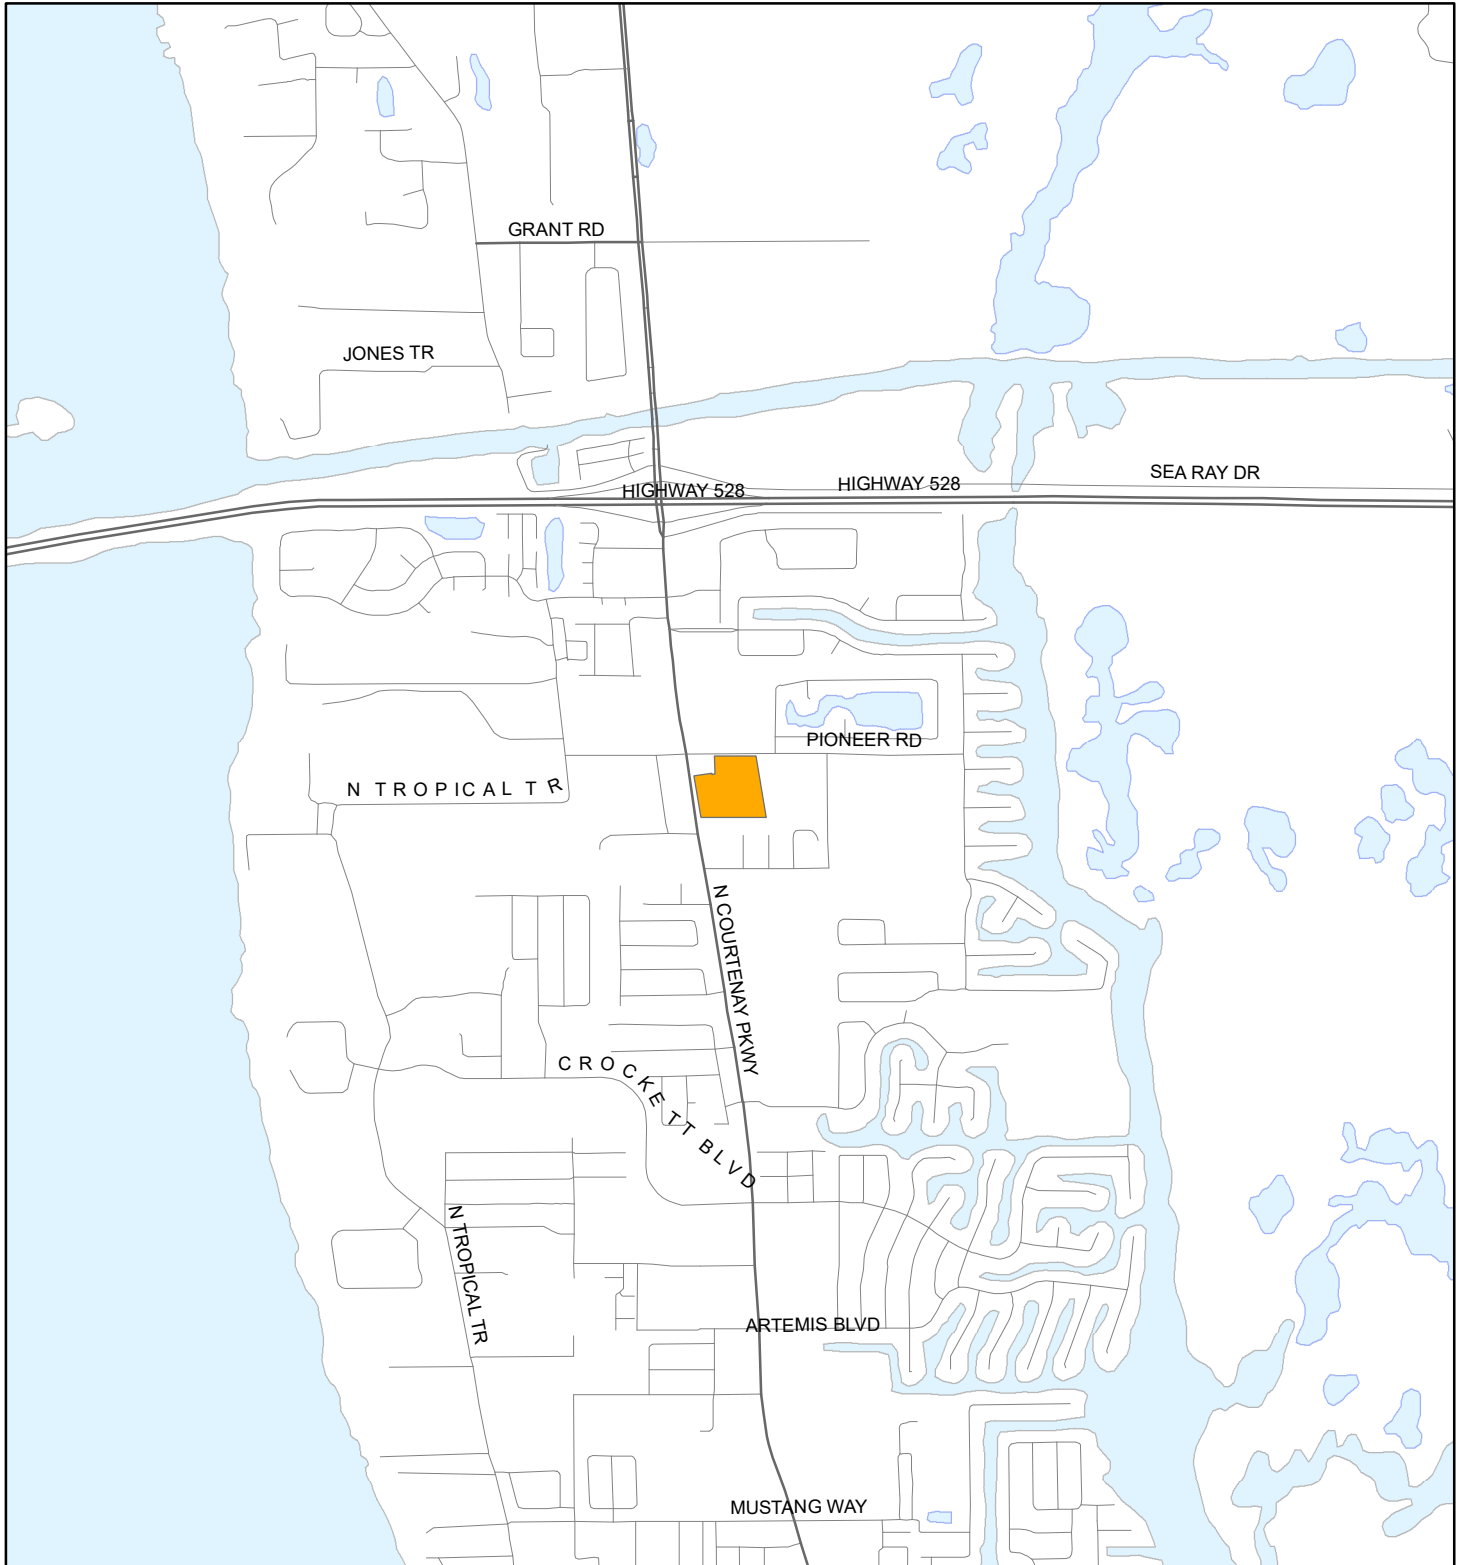 GRANT RD
JONES TR
SEA RAY DR
HIGHWAY 528
HIGHWAY 528
PIONEER RD
N TROPICAL TR
N COURTENAY PKWY
CROCKETT BLVD
N TROPICAL TR
ARTEMIS BLVD
MUSTANG WAY